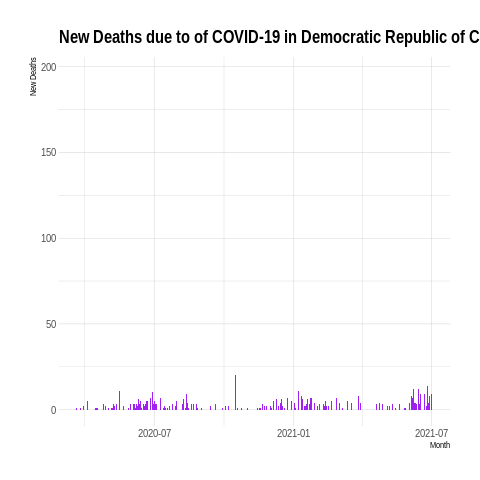 New Deaths due to of COVID-19 in Democratic Republic of C
New Deaths
200
150
100
50
0
2020-07 2021-01 2021-07
Month